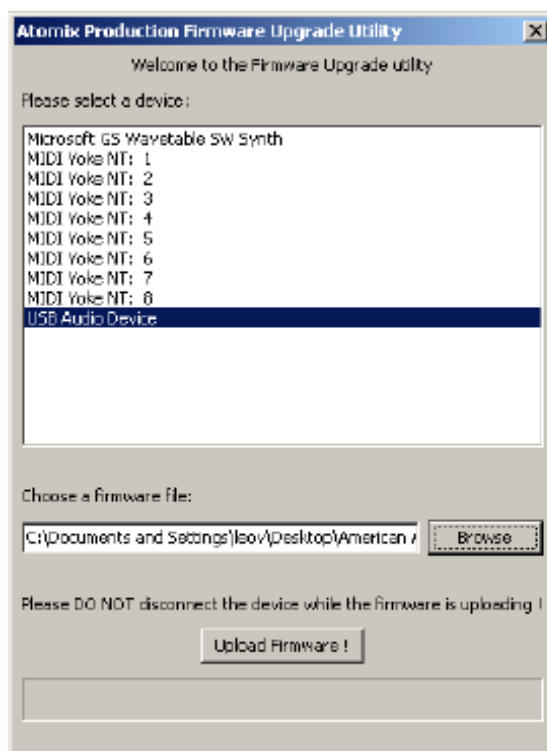 Atomix Production Firmware Upgrade Utility
Welcome to the Firmware Upgrade utility
Please select a device:
Microsoft GS Wavetable SW Synth
MIDI Yoke NT: 1
MIDI Yoke NT: 2
MIDI Yoke NT: 3
MIDI Yoke NT: 4
MIDI Yoke NT: 5
MIDI Yoke NT: 6
MIDI Yoke NT: 7
MIDI Yoke NT: 8
USB Audio Device
Choose a firmware file:
C:\Documents and Settings\leov\Desktop\American A
Browse
Please DO NOT disconnect the device while the firmware is uploading !
Upload Firmware !